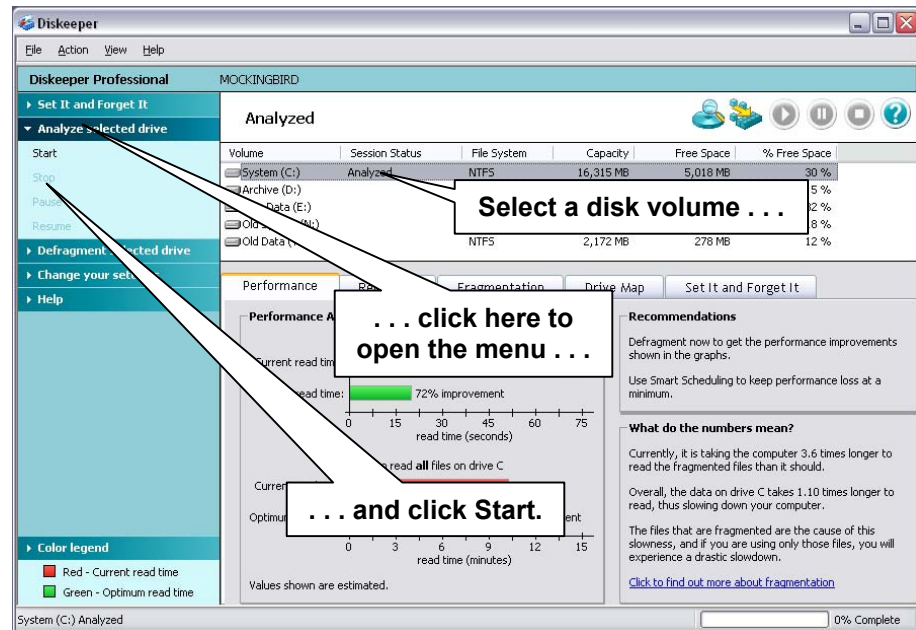 Diskeeper
File Action View Help
Diskeeper Professional MOCKINGBIRD
Set It and Forget It
Analyze selected drive
Start
Stop
Pause
Resume
Defragment selected drive
Change your
Help
Color legend
Red - Current read time
Green - Optimum read time
Analyzed
Volume Session Status File System Capacity Free Space % Free Space
System (C:) Analyzed NTFS 16,315 MB 5,018 MB 30 %
Archive (D:)
Data (E:)
Old
Old Data NTFS 2,172 MB 278 MB 12 %
Select a disk volume . . .
Performance Fragmentation Drive Map Set It and Forget It
. . . click here to
open the menu . . .
Performance
Current read
read time: 72% improvement
0 15 30 45 60 75
read time (seconds)
read all files on drive C
. . . and click Start.
0 3 6 9 12 15
read time (minutes)
Values shown are estimated.
Recommendations
Defragment now to get the performance improvements
shown in the graphs.
Use Smart Scheduling to keep performance loss at a
minimum.
What do the numbers mean?
Currently, it is taking the computer 3.6 times longer to
read the fragmented files than it should.
Overall, the data on drive C takes 1.10 times longer to
read, thus slowing down your computer.
The files that are fragmented are the cause of this
slowness, and if you are using only those files, you will
experience a drastic slowdown.
Click to find out more about fragmentation
System (C:) Analyzed 0% Complete